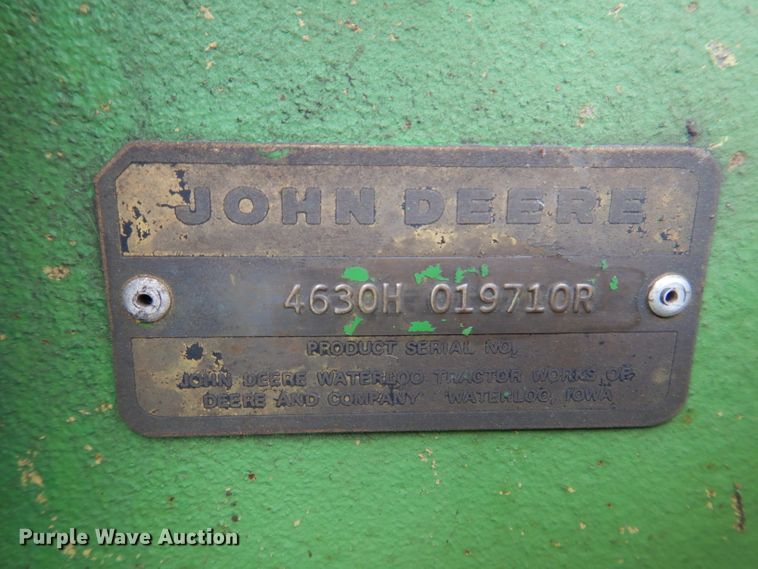 JOHN DEERE
4630H 019710R
PRODUCT SERIAL NO.
JOHN DEERE WATERLOO TRACTOR WORKS OF
DEERE AND COMPANY WATERLOO, IOWA
Purple Wave Auction